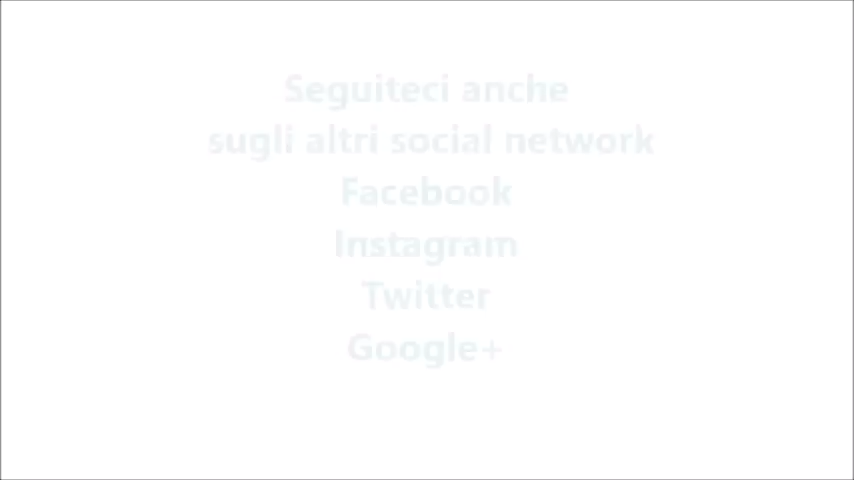 Seguiteci anche
sugli altri social network
Facebook
Instagram
Twitter
Google+